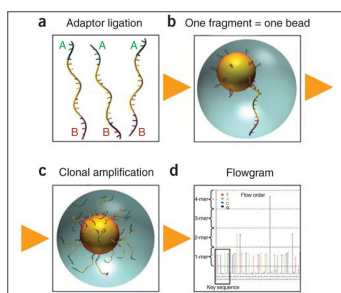 a Adaptor ligation
A A A
B B B
b One fragment = one bead
c Clonal amplification
d Flowgram
Flow order
4-mer
T
A
C
G
3-mer
2-mer
1-mer
Key sequence